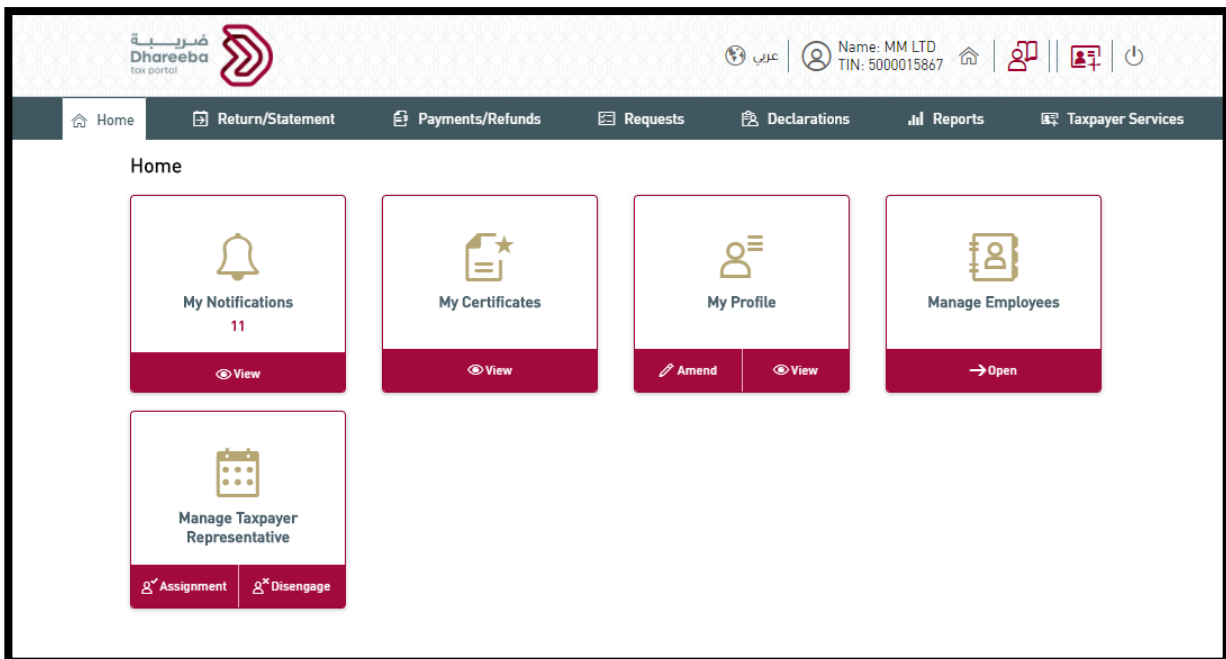 ضريبة
Dhareeba
tax portal
عربي
Name: MM LTD
TIN: 5000015867
Home
Return/Statement
Payments/Refunds
Requests
Declarations
Reports
Taxpayer Services
Home
My Notifications
11
View
My Certificates
View
My Profile
Amend
View
Manage Employees
Open
Manage Taxpayer
Representative
Assignment
Disengage